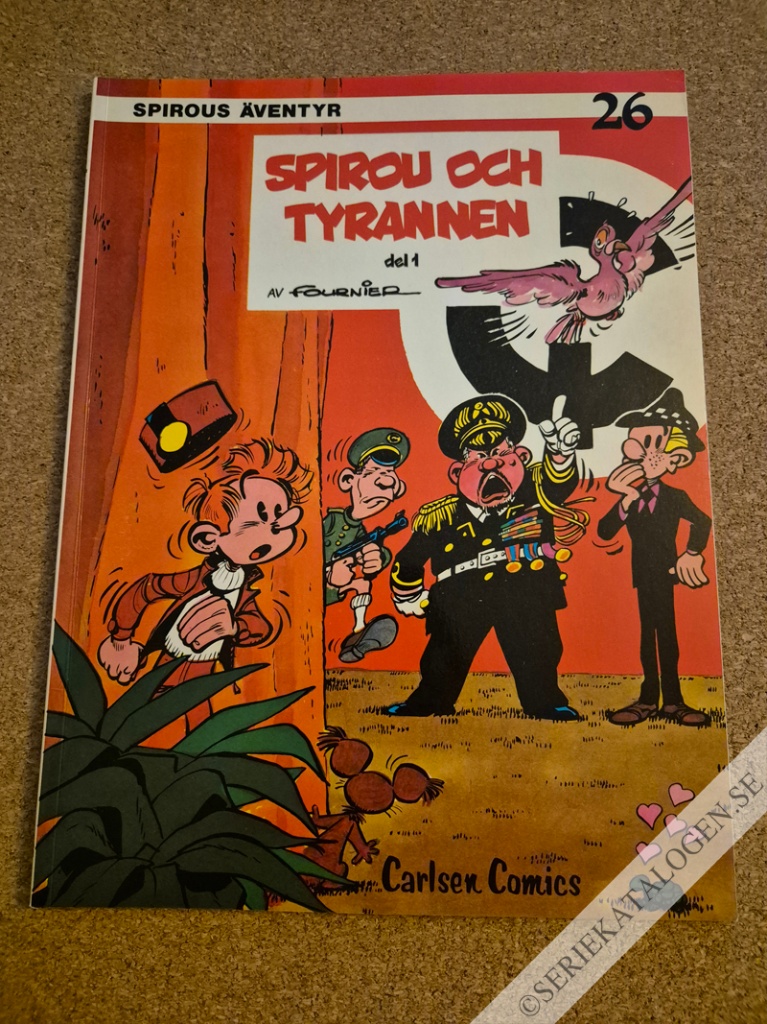 SPIROUS ÄVENTYR
26
SPIROU OCH
TYRANNEN
del 1
AV FOURNIER
Carlsen Comics
©SERIEKATALOGEN.SE